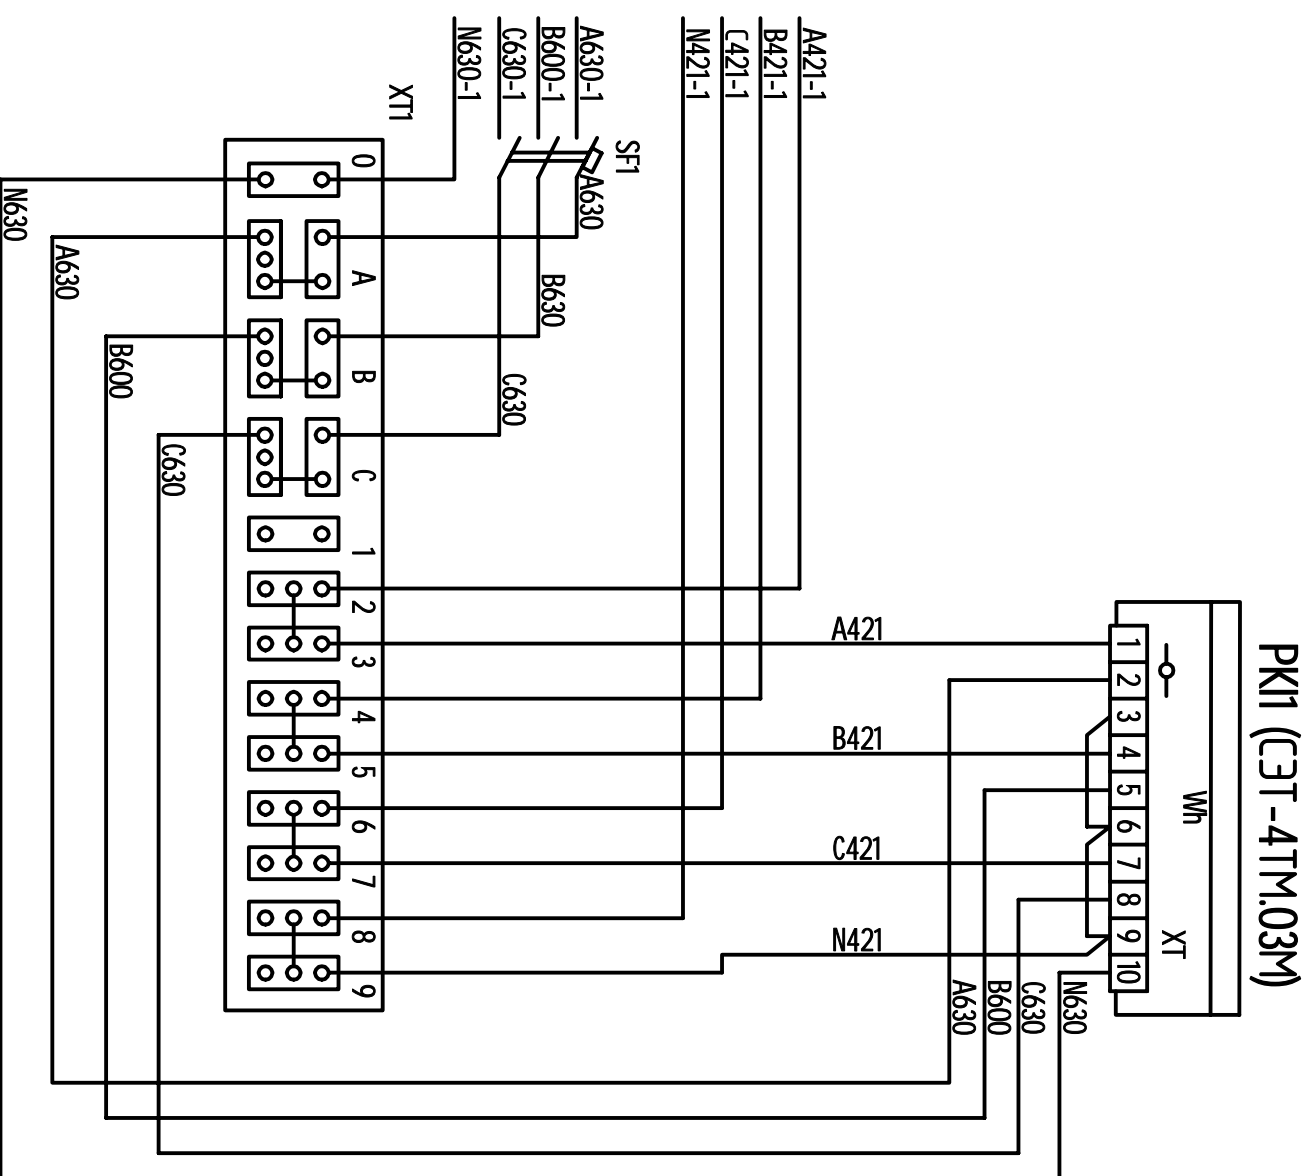 A421-1
B421-1
C421-1
N421-1
A630-1
B600-1
C630-1
N630-1
SF1
A630
B630
C630
XT1
0
A
B
C
1
2
3
4
5
6
7
8
9
N630
A630
B600
C630
A421
B421
C421
N421
PKI1 (СЭТ-4ТМ.03М)
Wh
XT
1
2
3
4
5
6
7
8
9
10
A630
B600
C630
N630